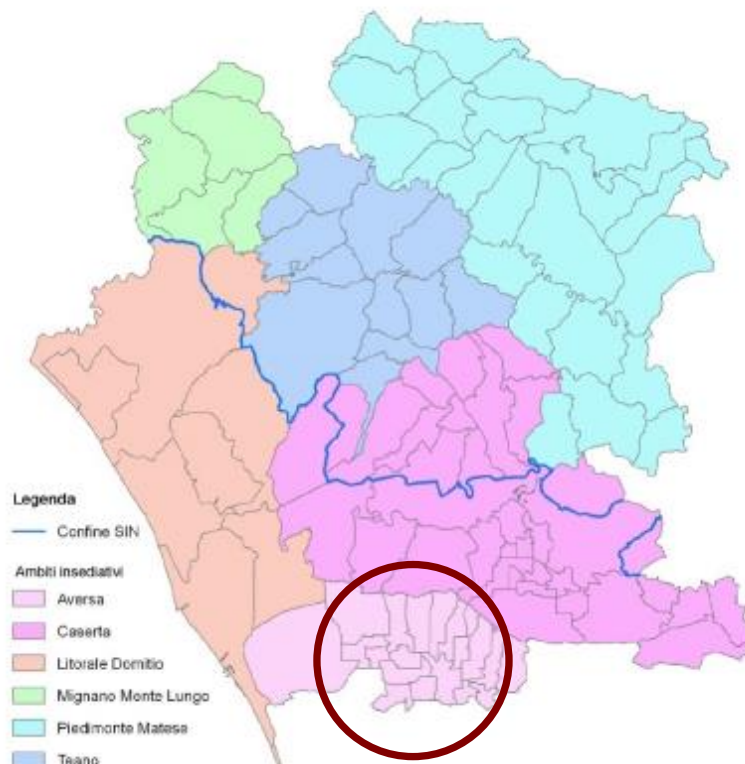 Legenda
Confine SIN
Ambiti insediativi
Aversa
Caserta
Litorale Domitio
Mignano Monte Lungo
Piedimonte Matese
Teano